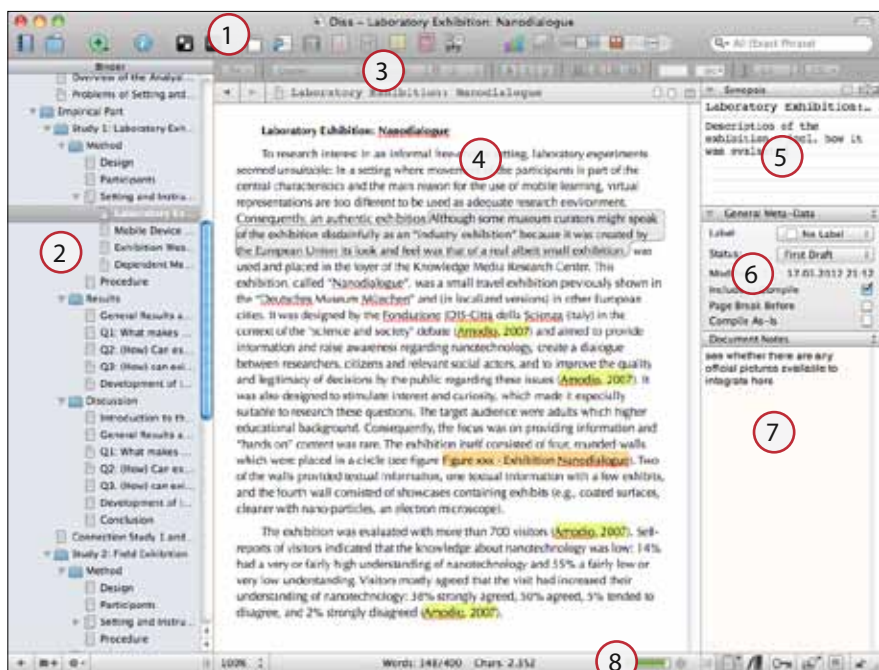 Diss – Laboratory Exhibition: Nanodialogue
1
All (Exact Phrase)
Binder
3
Overview of the Analys...
Problems of Setting and
Empirical Part
Study 1: Laboratory Exh...
Method
Design
Participants
Setting and Instru...
Laboratory Ex
Mobile Device
Exhibition Wea
Dependent Me
Procedure
2
Results
General Results a...
Q1: What makes
Q2: (How) Can es...
Q3: (how) can exi...
Development of i...
Discussion
Introduction to th...
General Results a...
Q1: What makes
Q2: (How) Can es...
Q3: (how) can exi...
Development of i...
Conclusion
Connection Study 1 and
Study 2: Field Exhibition
Method
Design
Participants
Setting and Instru...
Procedure
Laboratory Exhibition: Nanodialogue
Laboratory Exhibition: Nanodialogue
4
To research interest in an informal setting, laboratory experiments
seemed unsuitable: In a setting where the participants is part of the
central characteristics and the main reason for the use of mobile learning, virtual
representations are too different to be used as adequate research environment.
Consequently, an authentic exhibition (Although some museum curators might speak
of the exhibition disdainfully as an "industry exhibition" because it was created by
the European Union its look and feel was that of a real albeit small exhibition.) was
used and placed in the foyer of the Knowledge Media Research Center. This
exhibition, called "Nanodialogue", was a small travel exhibition previously shown in
the "Deutsches Museum München" and (in localized versions) in other European
cities. It was designed by the Fondazione IDIS-Città della Scienza (Italy) in the
context of the "science and society" debate (Amodio, 2007) and aimed to provide
information and raise awareness regarding nanotechnology, create a dialogue
between researchers, citizens and relevant social actors, and to improve the quality
and legitimacy of decisions by the public regarding these issues (Amodio, 2007). It
was also designed to stimulate interest and curiosity, which made it especially
suitable to research these questions. The target audience were adults which higher
educational background. Consequently, the focus was on providing information and
"hands on" content was rare. The exhibition itself consisted of four, rounded walls
which were placed in a circle (see figure Figure xxx - Exhibition Nanodialogue). Two
of the walls provided textual information, one textual information with a few exhibits,
and the fourth wall consisted of showcases containing exhibits (e.g., coated surfaces,
cleaner with nano-particles, an electron microscope).
The exhibition was evaluated with more than 700 visitors (Amodio, 2007). Self-
reports of visitors indicated that the knowledge about nanotechnology was low: 14%
had a very or fairly high understanding of nanotechnology and 55% a fairly low or
very low understanding. Visitors mostly agreed that the visit had increased their
understanding of nanotechnology: 38% strongly agreed, 50% agreed, 5% tended to
disagree, and 2% strongly disagreed (Amodio, 2007).
100%
Words: 348/400 Chars: 2,352
8
Synopsis
Laboratory Exhibition:...
Description of the
exhibition how it
was
5
General Meta-Data
Label: No Label
Status: First Draft
17.01.2012 21:12
6
Include
Page Break Before
Compile As-Is
Document Notes
see whether there are any
official pictures available to
integrate here
7